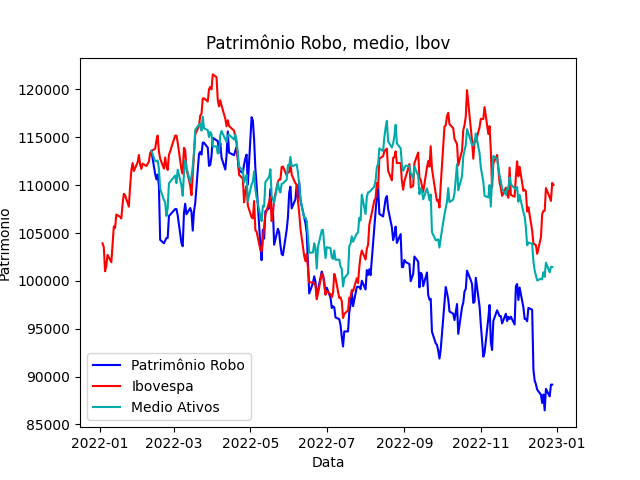 Patrimônio Robo, medio, Ibov
120000
115000
110000
105000
100000
95000
90000
85000
Patrimonio
Patrimônio Robo
Ibovespa
Medio Ativos
2022-01 2022-03 2022-05 2022-07 2022-09 2022-11 2023-01
Data